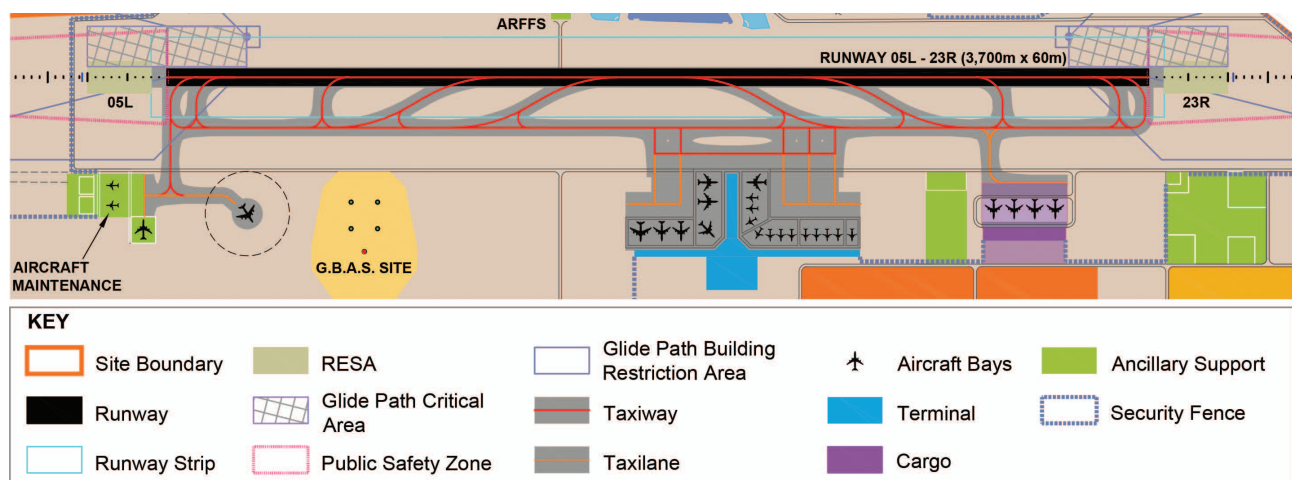 ARFFS
RUNWAY 05L - 23R (3,700m x 60m)
05L
23R
AIRCRAFT
MAINTENANCE
G.B.A.S. SITE
KEY
Site Boundary
RESA
Glide Path Building
Restriction Area
Aircraft Bays
Ancillary Support
Runway
Glide Path Critical
Area
Taxiway
Terminal
Security Fence
Runway Strip
Public Safety Zone
Taxilane
Cargo